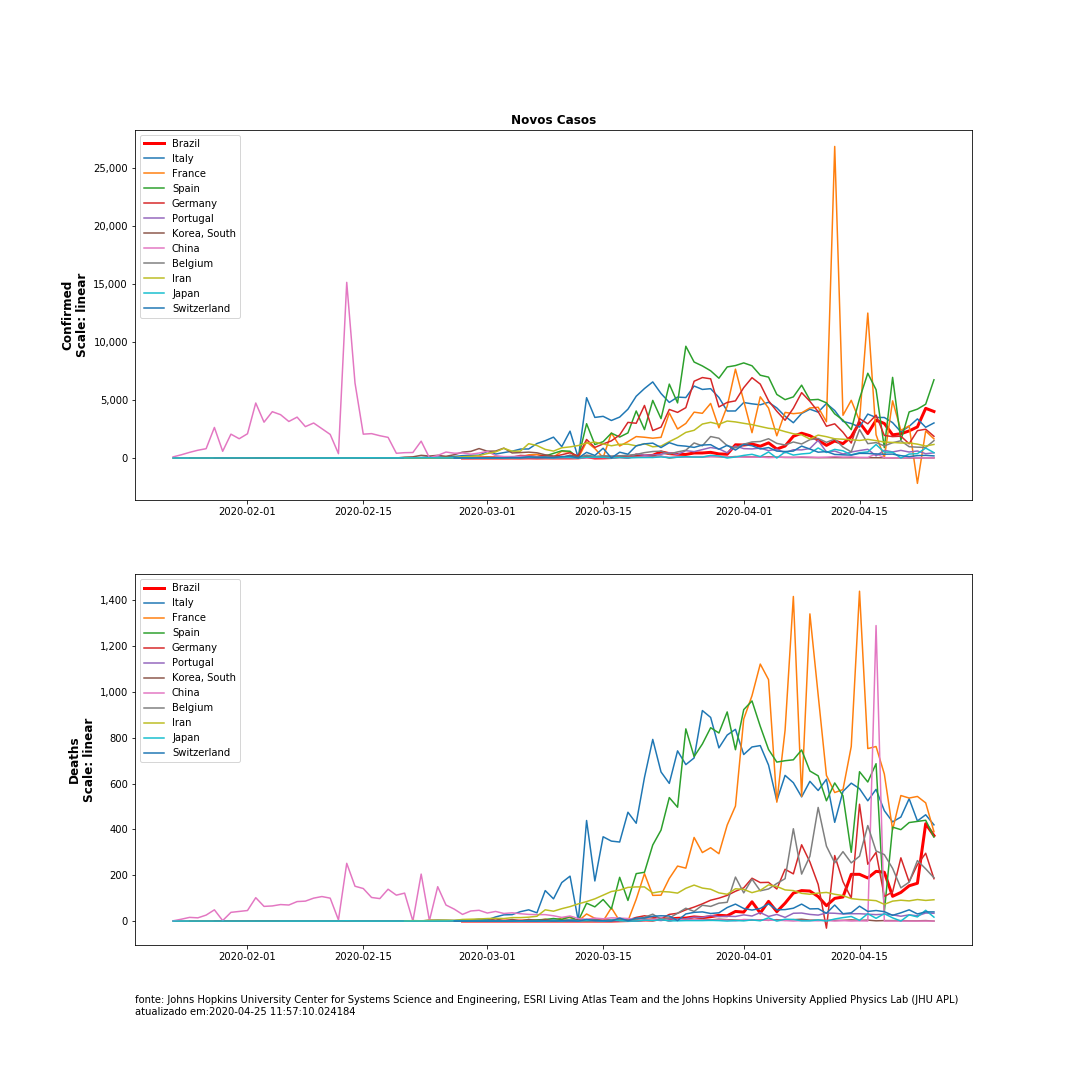 Novos Casos
Confirmed
Scale: linear
25,000
20,000
15,000
10,000
5,000
0
Brazil
Italy
France
Spain
Germany
Portugal
Korea, South
China
Belgium
Iran
Japan
Switzerland
2020-02-01
2020-02-15
2020-03-01
2020-03-15
2020-04-01
2020-04-15
Deaths
Scale: linear
1,400
1,200
1,000
800
600
400
200
0
Brazil
Italy
France
Spain
Germany
Portugal
Korea, South
China
Belgium
Iran
Japan
Switzerland
2020-02-01
2020-02-15
2020-03-01
2020-03-15
2020-04-01
2020-04-15
fonte: Johns Hopkins University Center for Systems Science and Engineering, ESRI Living Atlas Team and the Johns Hopkins University Applied Physics Lab (JHU APL)
atualizado em:2020-04-25 11:57:10.024184